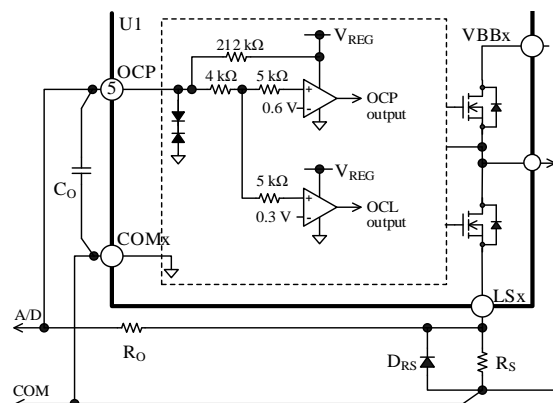 U1
VBBx
212 kΩ
VREG
OCP
5
4 kΩ
5 kΩ
0.6 V
OCP
output
CO
VREG
5 kΩ
0.3 V
OCL
output
COMx
LSx
A/D
RO
DRS
RS
COM